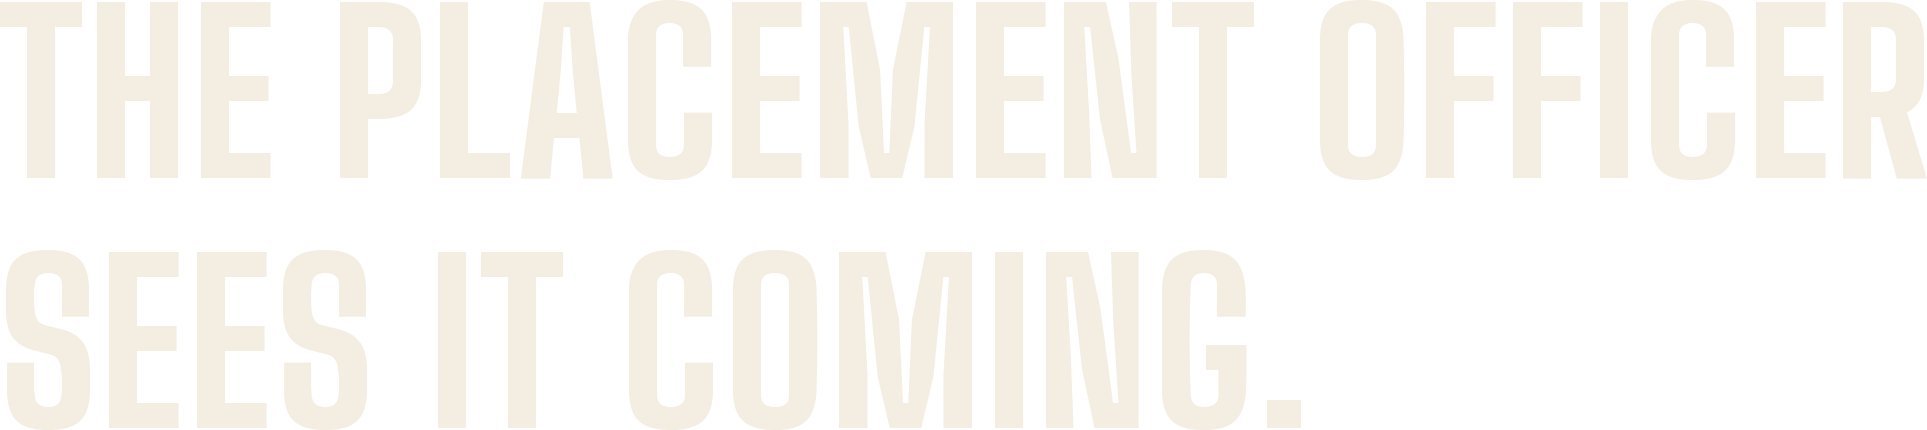 THE PLACEMENT OFFICER
SEES IT COMING.